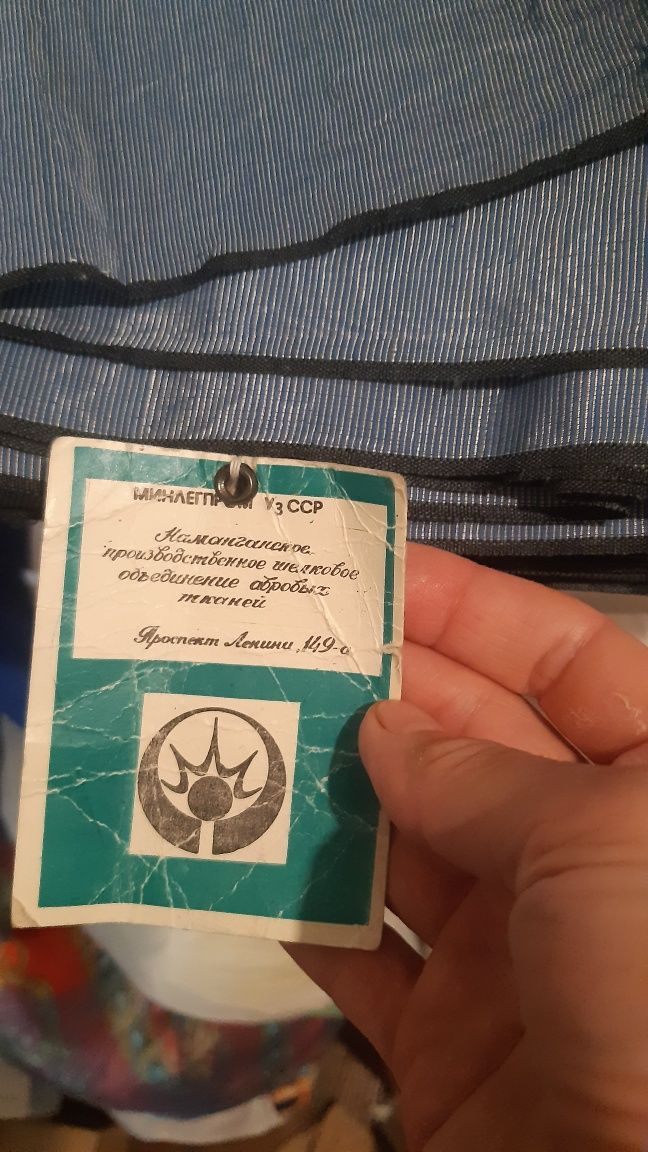 МИНЛЕГПРОМ Уз ССР
Наманганское
производственное шелковое
объединение абровых
тканей
Проспект Ленина, 149-а